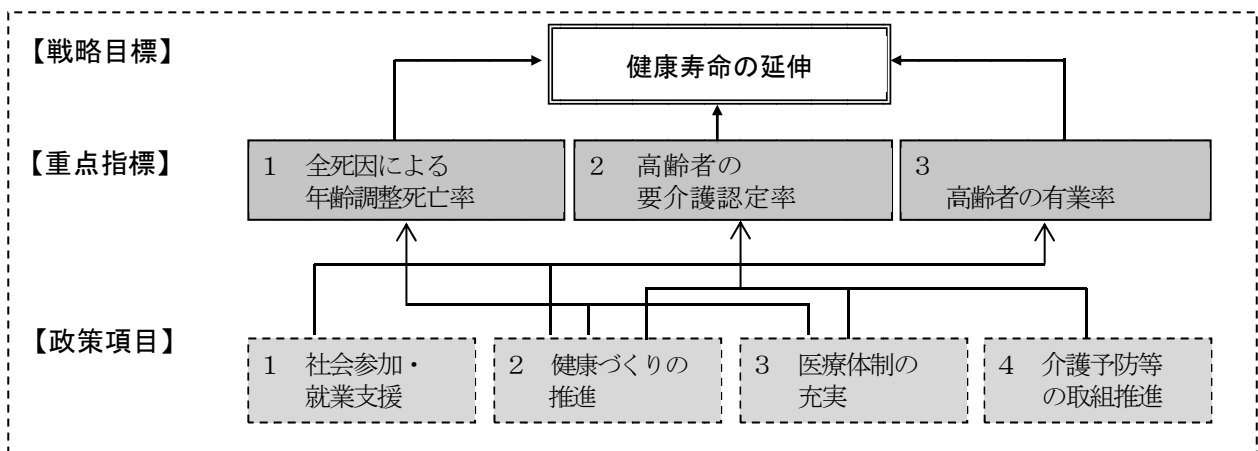 【戦略目標】
健康寿命の延伸
【重点指標】
1 全死因による
年齢調整死亡率
2 高齢者の
要介護認定率
3
高齢者の有業率
【政策項目】
1 社会参加・
就業支援
2 健康づくりの
推進
3 医療体制の
充実
4 介護予防等
の取組推進